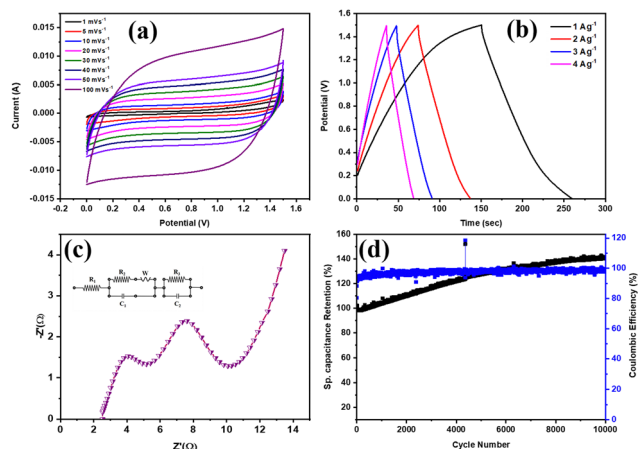 (a)
1 mVs⁻¹
5 mVs⁻¹
10 mVs⁻¹
20 mVs⁻¹
30 mVs⁻¹
40 mVs⁻¹
50 mVs⁻¹
100 mVs⁻¹
Current (A)
0.015
0.010
0.005
0.000
-0.005
-0.010
-0.015
-0.2 0.0 0.2 0.4 0.6 0.8 1.0 1.2 1.4 1.6
Potential (V)
(b)
1 Ag⁻¹
2 Ag⁻¹
3 Ag⁻¹
4 Ag⁻¹
Potential (V)
1.6
1.4
1.2
1.0
0.8
0.6
0.4
0.2
0.0
0 50 100 150 200 250 300
Time (sec)
(c)
R₁
W
C₁
-Z'(Ω)
-4
-3
-2
-1
0
0 2 4 6 8 10 12 14
Z'(Ω)
(d)
Sp. capacitance Retention (%)
160
140
120
100
80
60
40
20
0 2000 4000 6000 8000 10000
Cycle Number
120
100
80
60
40
20
0
Coulombic Efficiency (%)